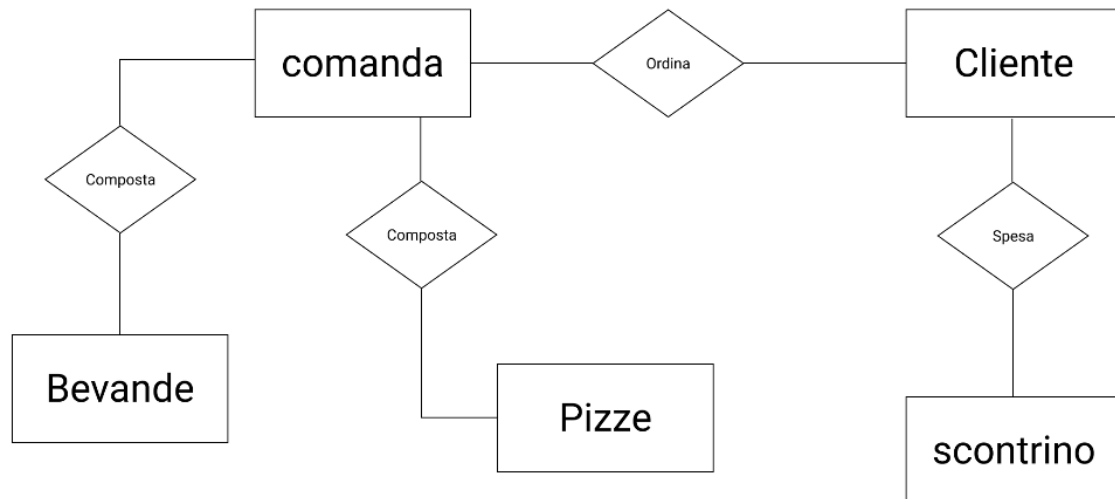 comanda
Ordina
Cliente
Composta
Composta
Spesa
Bevande
Pizze
scontrino